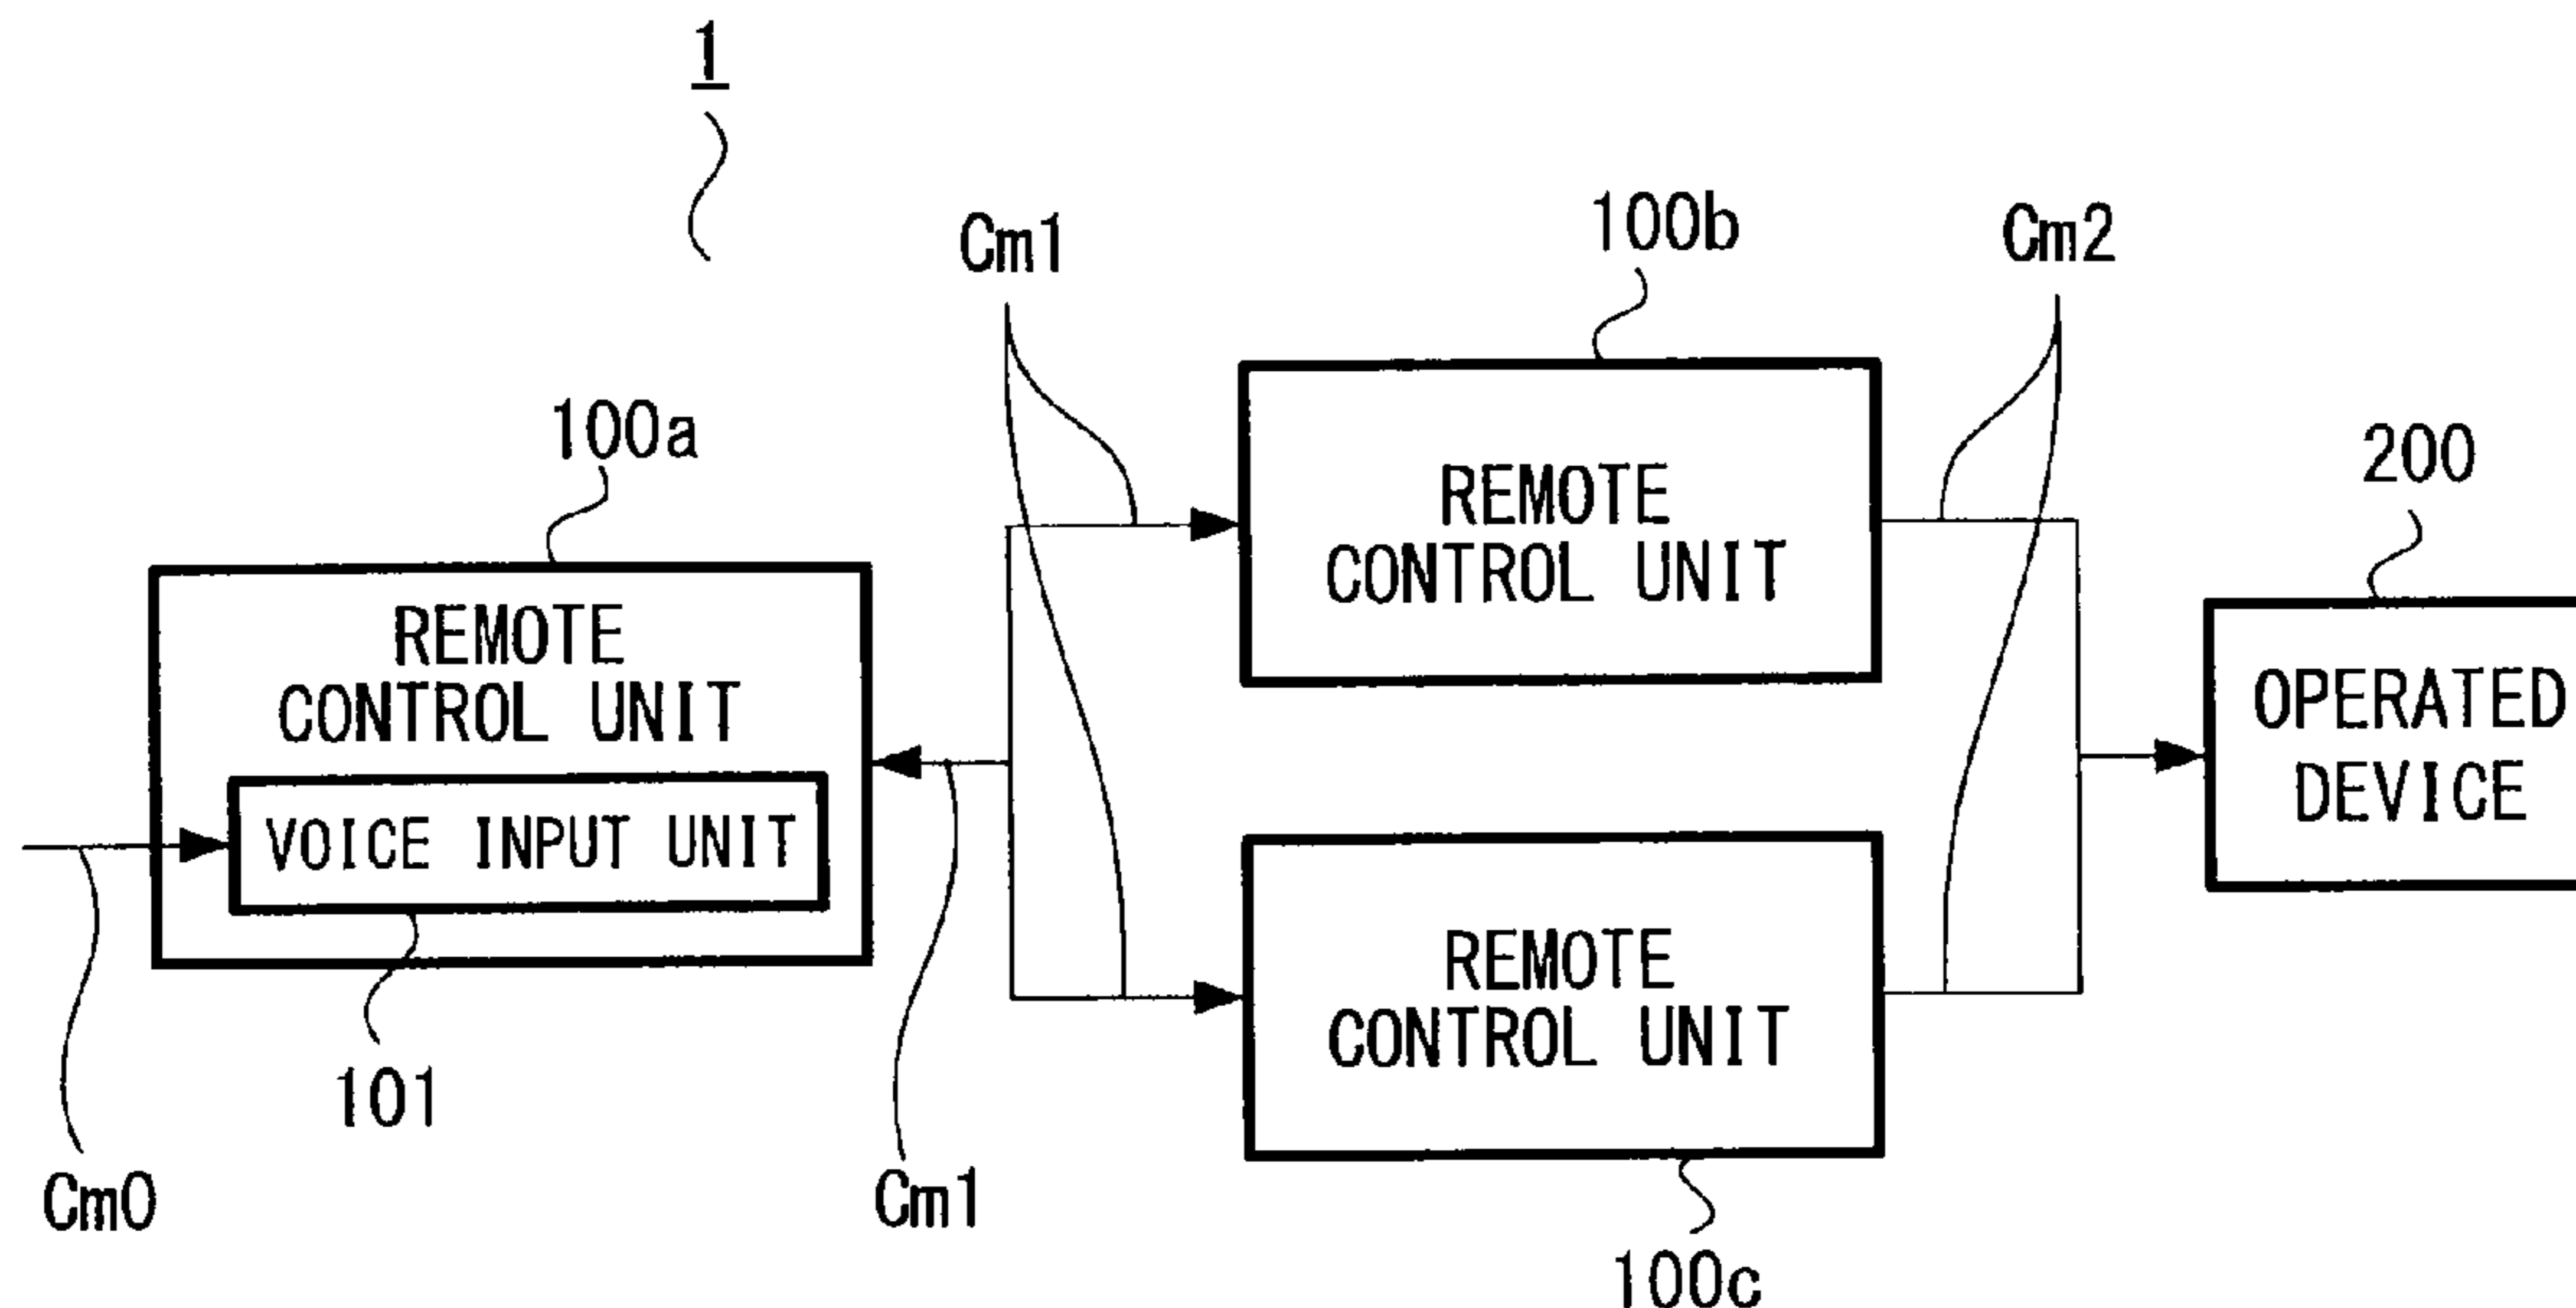 1
Cm1
100b
Cm2
100a
200
REMOTE
CONTROL UNIT
REMOTE
CONTROL UNIT
VOICE INPUT UNIT
OPERATED
DEVICE
REMOTE
CONTROL UNIT
101
Cm0
Cm1
100c